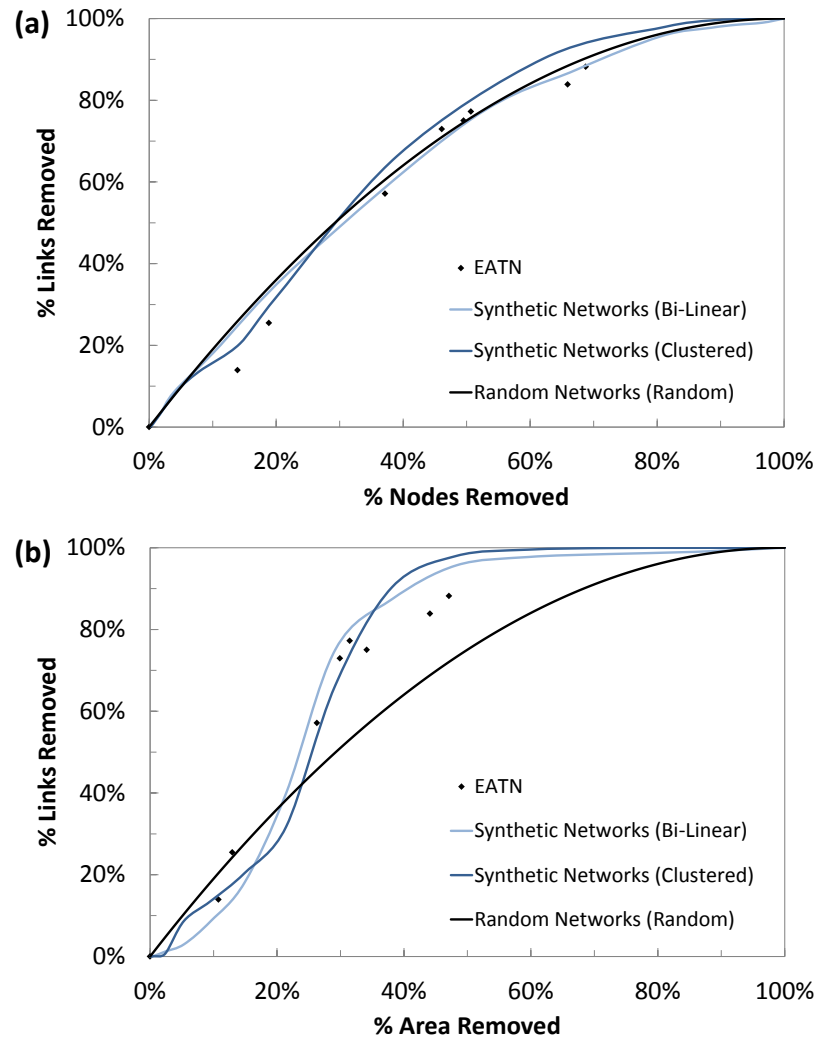 (a)
100%
80%
60%
40%
20%
0%
% Links Removed
EATN
Synthetic Networks (Bi-Linear)
Synthetic Networks (Clustered)
Random Networks (Random)
0% 20% 40% 60% 80% 100%
% Nodes Removed
(b)
100%
80%
60%
40%
20%
0%
% Links Removed
EATN
Synthetic Networks (Bi-Linear)
Synthetic Networks (Clustered)
Random Networks (Random)
0% 20% 40% 60% 80% 100%
% Area Removed